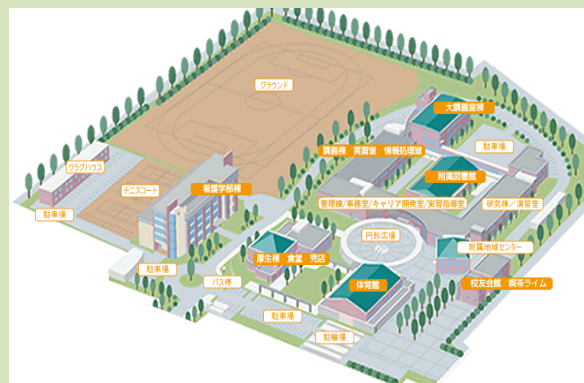 グラウンド
大講義室棟
講義棟 実習室 情報処理室
駐車場
クラブハウス
附属図書館
テニスコート
看護学部棟
管理棟/事務室/キャリア開発室/実習指導室
研究棟/演習室
駐車場
円形広場
附属地域センター
厚生棟 食堂 売店
駐車場
バス停
体育館
校友会館 喫茶ライム
駐車場
駐輪場